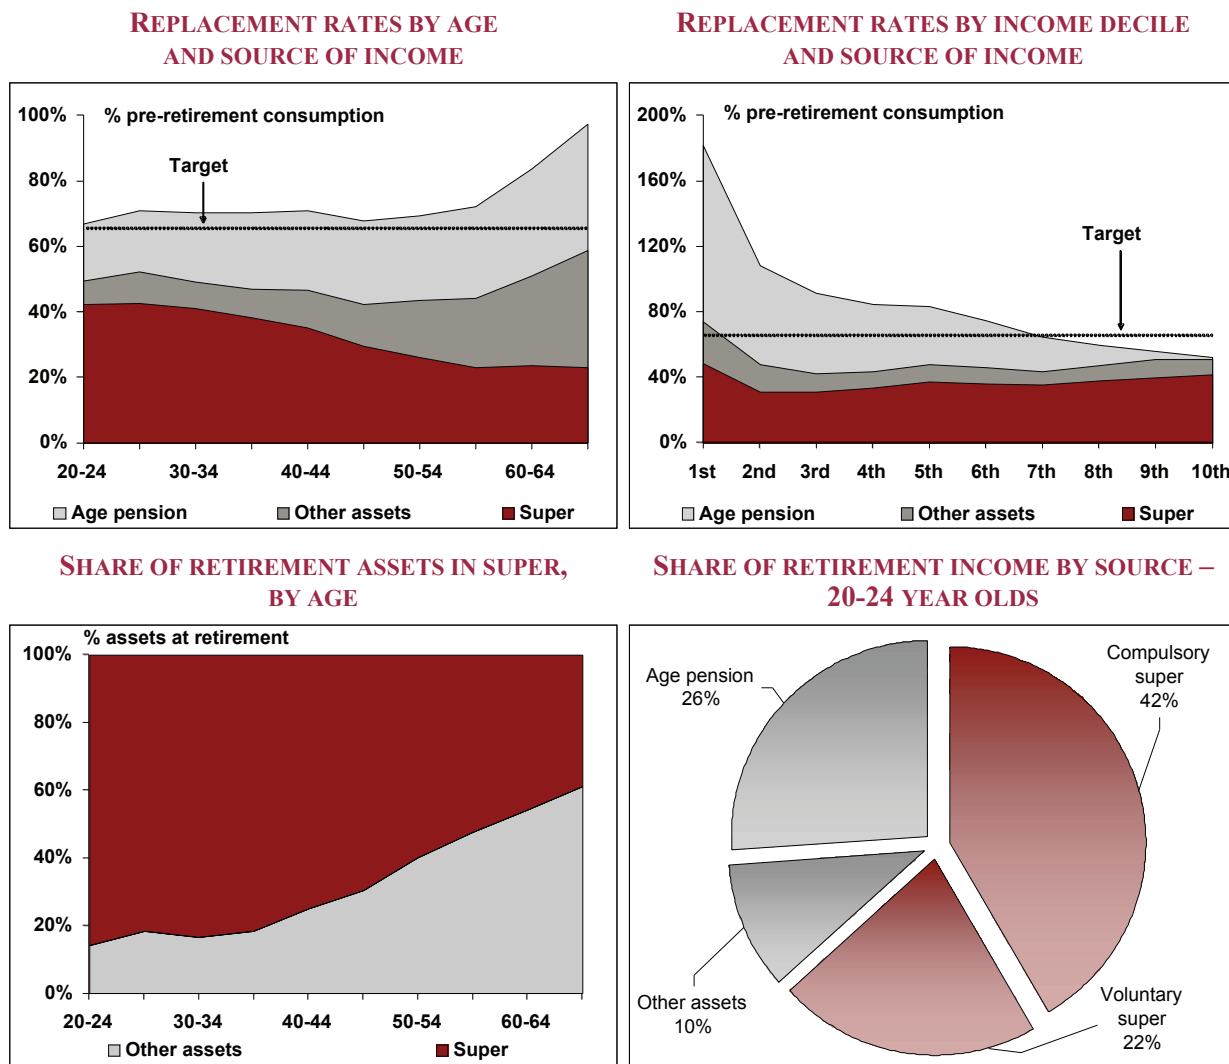 REPLACEMENT RATES BY AGE
AND SOURCE OF INCOME
100%
80%
60%
40%
20%
0%
% pre-retirement consumption
Target
20-24
30-34
40-44
50-54
60-64
Age pension
Other assets
Super
REPLACEMENT RATES BY INCOME DECILE
AND SOURCE OF INCOME
200%
160%
120%
80%
40%
0%
% pre-retirement consumption
Target
1st
2nd
3rd
4th
5th
6th
7th
8th
9th
10th
Age pension
Other assets
Super
SHARE OF RETIREMENT ASSETS IN SUPER,
BY AGE
% assets at retirement
100%
80%
60%
40%
20%
0%
20-24
30-34
40-44
50-54
60-64
Other assets
Super
SHARE OF RETIREMENT INCOME BY SOURCE –
20-24 YEAR OLDS
Age pension
26%
Compulsory
super
42%
Other assets
10%
Voluntary
super
22%